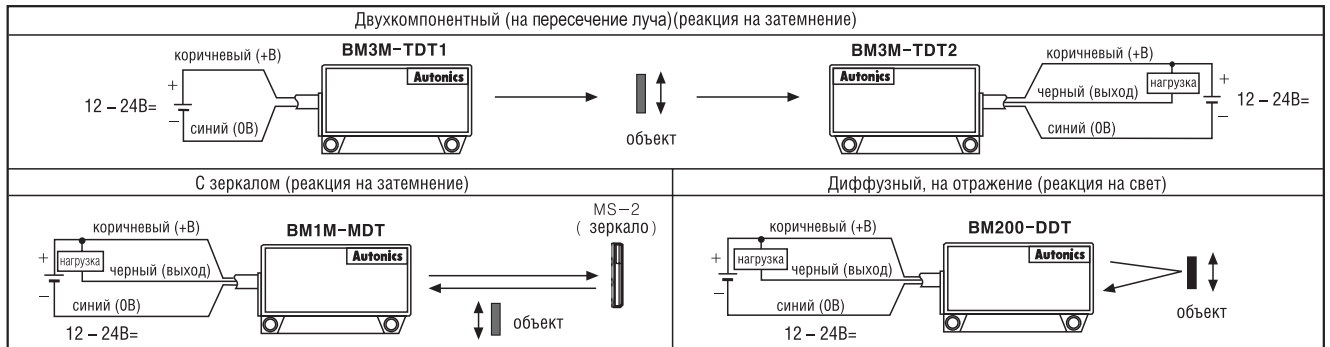 Двухкомпонентный (на пересечение луча)(реакция на затемнение)
коричневый (+В)
BM3M-TDT1
Autonics
+
12 – 24В=
–
синий (0В)
объект
BM3M-TDT2
Autonics
коричневый (+В)
черный (выход)
нагрузка
+
12 – 24В=
–
синий (0В)
С зеркалом (реакция на затемнение)
коричневый (+В)
BM1M-MDT
MS-2
( зеркало )
+
нагрузка
черный (выход)
Autonics
–
синий (0В)
12 – 24В=
объект
Диффузный, на отражение (реакция на свет)
коричневый (+В)
BM200-DDT
+
нагрузка
черный (выход)
Autonics
–
синий (0В)
12 – 24В=
объект